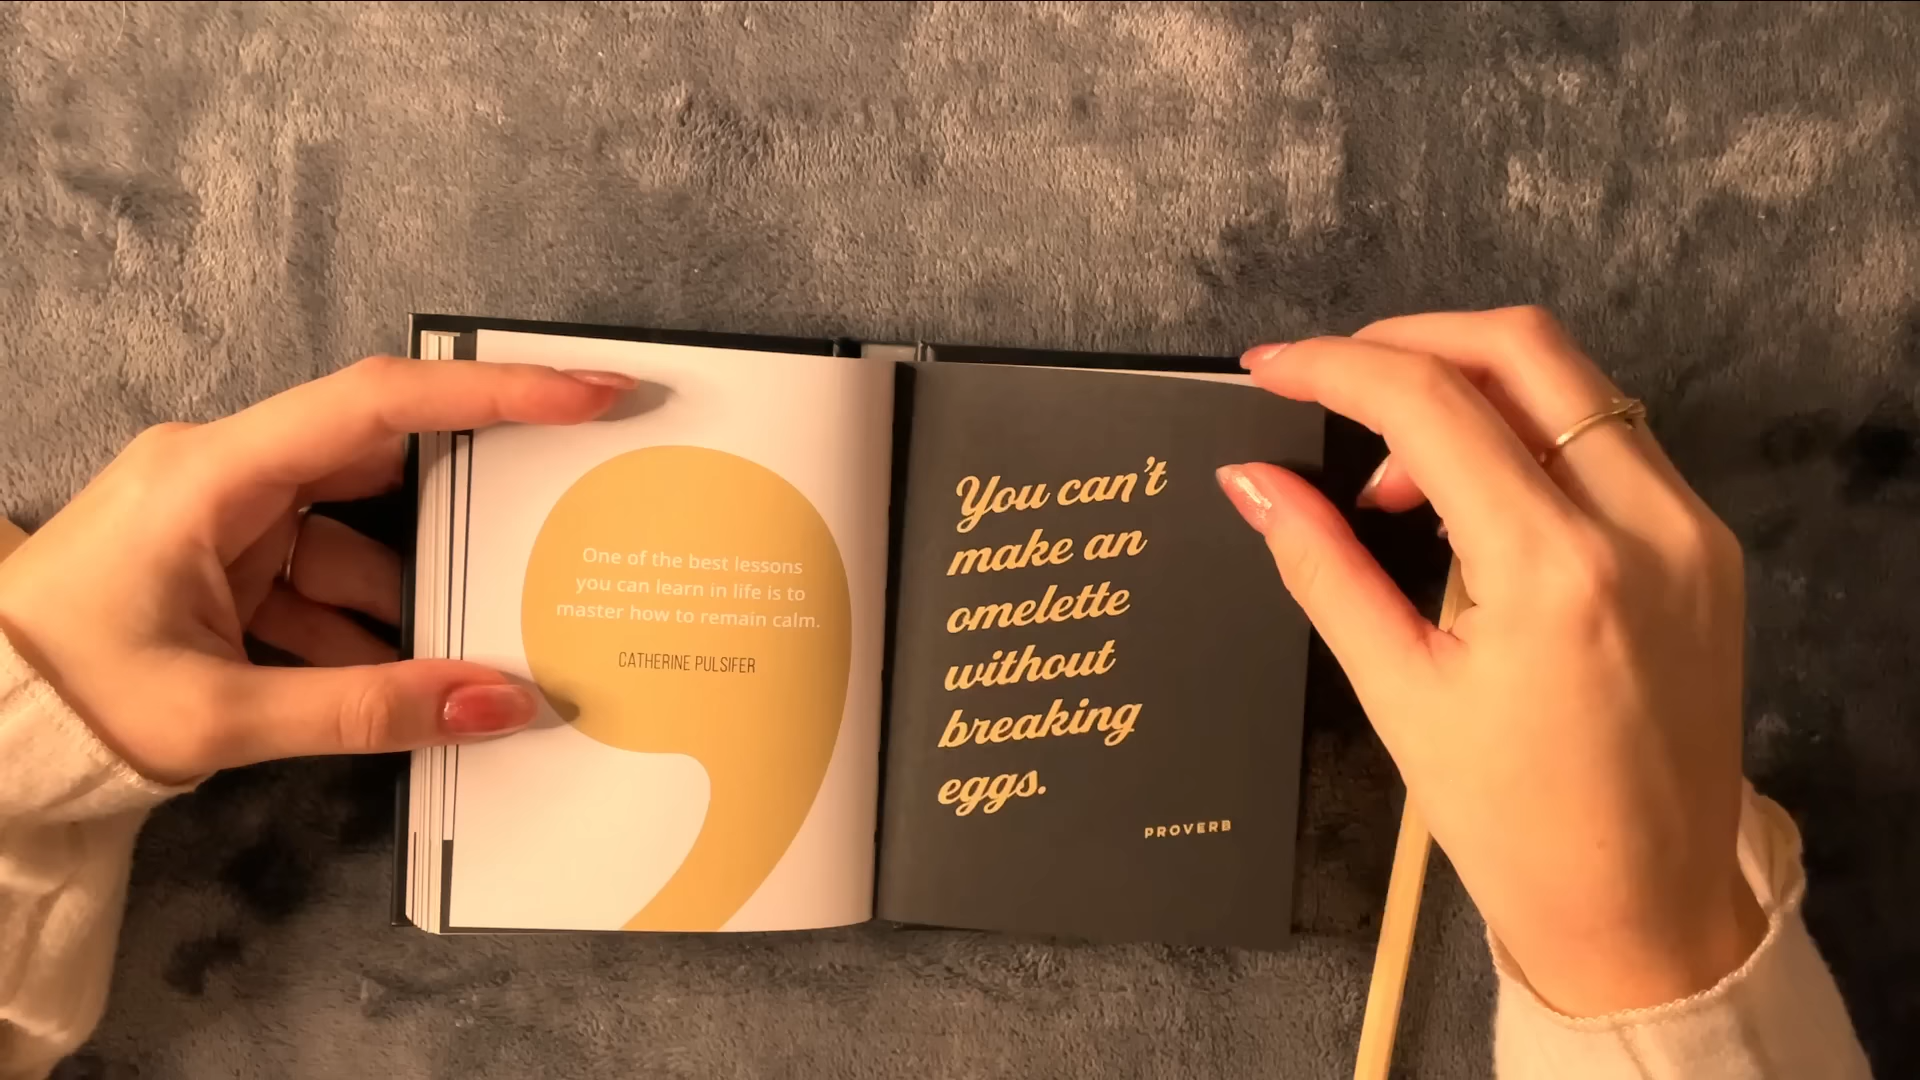 One of the best lessons
you can learn in life is to
master how to remain calm.
CATHERINE PULSIFER
You can't
make an
omelette
without
breaking
eggs.
PROVERB